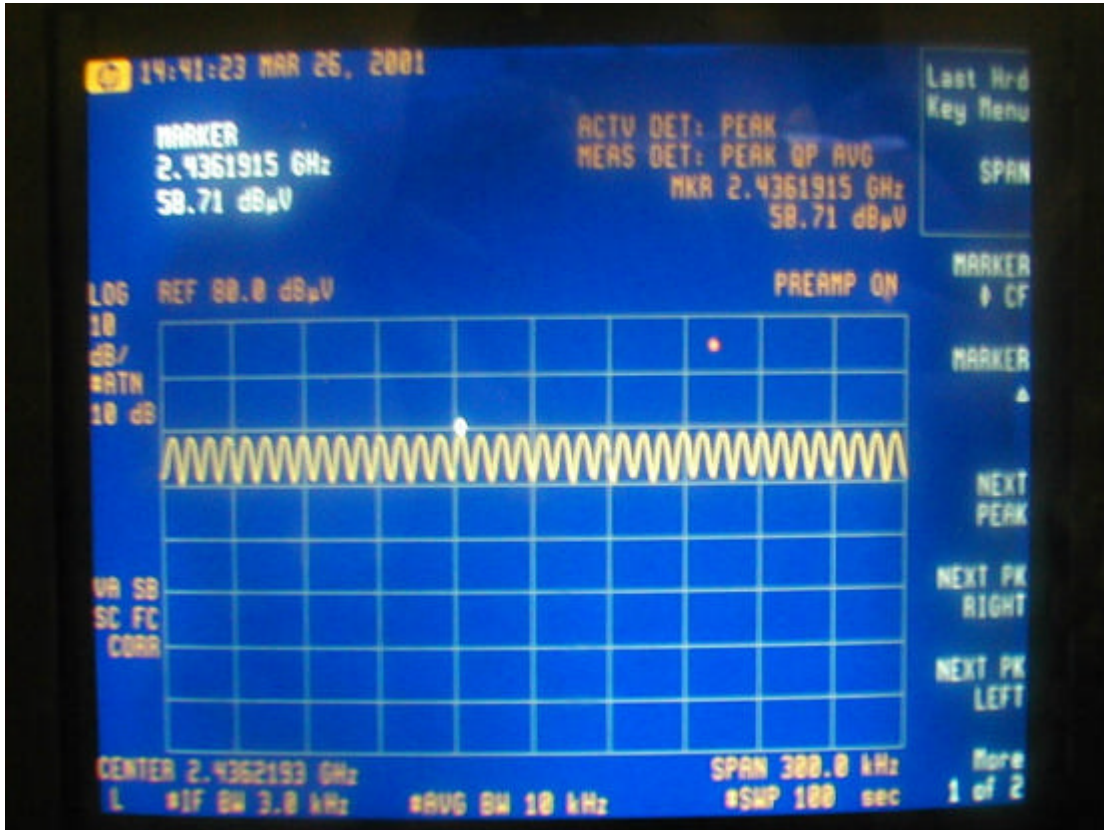 14:41:23 MAR 26, 2001
MARKER
2.4361915 GHz
58.71 dBµV
ACTV DET: PEAK
MEAS DET: PEAK QP AVG
MKR 2.4361915 GHz
58.71 dBµV
LOG REF 80.0 dBµV
PREAMP ON
10
dB/
#ATN
10 dB
VA SB
SC FC
CORR
CENTER 2.4362193 GHz
SPAN 300.0 kHz
L #IF BW 3.0 kHz #AVG BW 10 kHz #SWP 100 sec
Last Hrd
Key Menu
SPAN
MARKER
CF
MARKER
Δ
NEXT
PEAK
NEXT PK
RIGHT
NEXT PK
LEFT
More
1 of 2